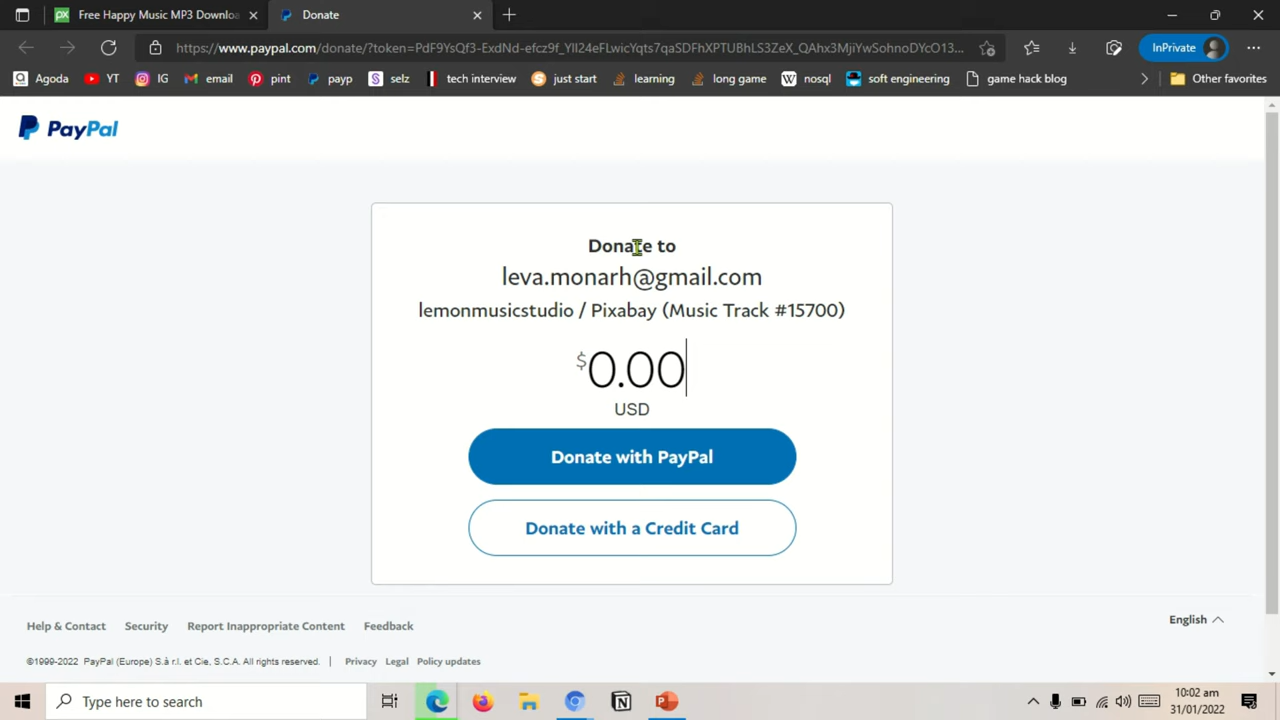 Free Happy Music MP3 Downloa
Donate
https://www.paypal.com/donate/?token=PdF9YsQf3-ExdNd-efcz9f_YlI24eFLwicYqts7qaSDFhXPTUBhLS3ZeX_QAhx3MjiYwSohnoDYcO13...
InPrivate
Agoda
YT
IG
email
pint
payp
selz
tech interview
just start
learning
long game
nosql
soft engineering
game hack blog
Other favorites
PayPal
Donate to
leva.monarh@gmail.com
lemonmusicstudio / Pixabay (Music Track #15700)
$0.00
USD
Donate with PayPal
Donate with a Credit Card
Help & Contact
Security
Report Inappropriate Content
Feedback
English
©1999-2022 PayPal (Europe) S.à r.l. et Cie, S.C.A. All rights reserved.
Privacy
Legal
Policy updates
Type here to search
10:02 am
31/01/2022